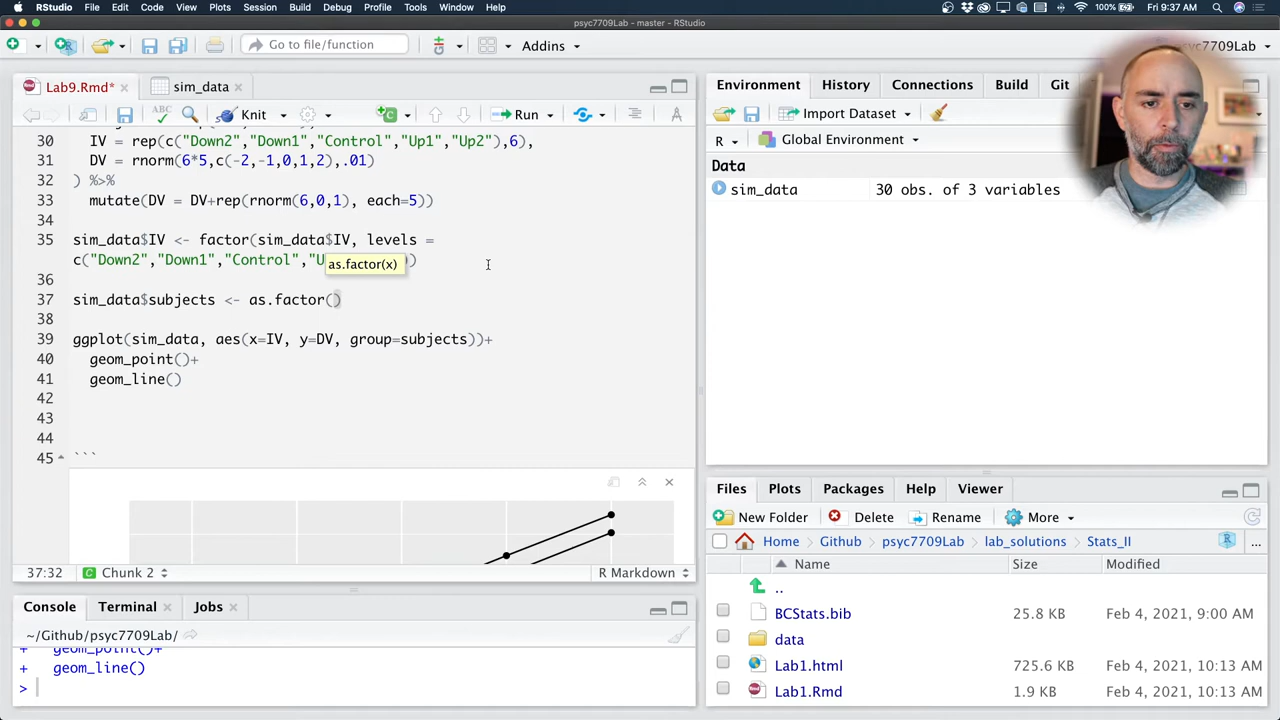 RStudio File Edit Code View Plots Session Build Debug Profile Tools Window Help 100% Fri 9:37 AM
psyc7709Lab - master - RStudio
Go to file/function Addins psyc7709Lab
Lab9.Rmd* sim_data
ABC Knit Run
30 IV = rep(c("Down2","Down1","Control","Up1","Up2"),6),
31 DV = rnorm(6*5,c(-2,-1,0,1,2),.01)
32 ) %>%
33 mutate(DV = DV+rep(rnorm(6,0,1), each=5))
34
35 sim_data$IV <- factor(sim_data$IV, levels =
c("Down2","Down1","Control","U ))
as.factor(x)
36
37 sim_data$subjects <- as.factor()
38
39 ggplot(sim_data, aes(x=IV, y=DV, group=subjects))+
40 geom_point()+
41 geom_line()
42
43
44
45 ```
37:32 Chunk 2 R Markdown
Console Terminal Jobs
~/Github/psyc7709Lab/
+ geom_point()+
+ geom_line()
>
Environment History Connections Build Git
Import Dataset
R Global Environment
Data
sim_data 30 obs. of 3 variables
Files Plots Packages Help Viewer
New Folder Delete Rename More
Home Github psyc7709Lab lab_solutions Stats_II ...
Name Size Modified
..
BCStats.bib 25.8 KB Feb 4, 2021, 9:00 AM
data
Lab1.html 725.6 KB Feb 4, 2021, 10:13 AM
Lab1.Rmd 1.9 KB Feb 4, 2021, 10:13 AM